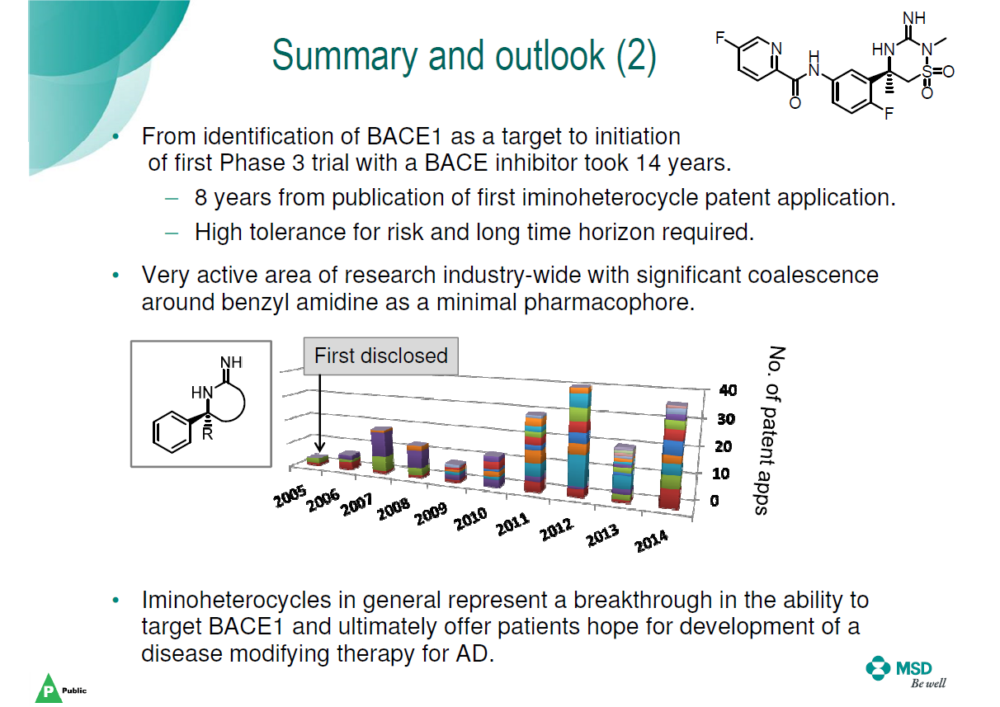 Summary and outlook (2)
NH
HN
N
S
O
O
F
N
H
N
O
F
• From identification of BACE1 as a target to initiation
of first Phase 3 trial with a BACE inhibitor took 14 years.
– 8 years from publication of first iminoheterocycle patent application.
– High tolerance for risk and long time horizon required.
• Very active area of research industry-wide with significant coalescence
around benzyl amidine as a minimal pharmacophore.
NH
HN
R
First disclosed
40
30
20
10
0
No. of patent apps
2005
2006
2007
2008
2009
2010
2011
2012
2013
2014
• Iminoheterocycles in general represent a breakthrough in the ability to
target BACE1 and ultimately offer patients hope for development of a
disease modifying therapy for AD.
P Public
MSD
Be well